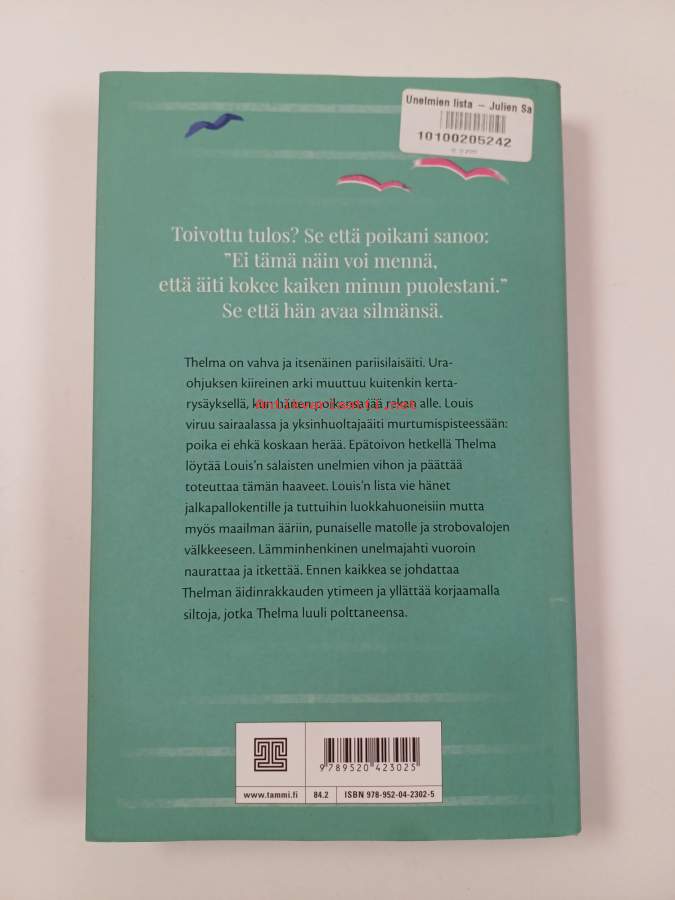 Unelmien lista – Julien Sa
10100205242
Toivottu tulos? Se että poikani sanoo:
”Ei tämä näin voi mennä,
että äiti kokee kaiken minun puolestani.”
Se että hän avaa silmänsä.
Thelma on vahva ja itsenäinen pariisilaisäiti. Ura-
ohjuksen kiireinen arki muuttuu kuitenkin kerta-
rysäyksellä, kun hänen poikansa jää rekan alle. Louis
Antikvariaatti.net
viruu sairaalassa ja yksinhuoltajaäiti murtumispisteessään:
poika ei ehkä koskaan herää. Epätoivon hetkellä Thelma
löytää Louis’n salaisten unelmien vihon ja päättää
toteuttaa tämän haaveet. Louis’n lista vie hänet
jalkapallokentille ja tuttuihin luokkahuoneisiin mutta
myös maailman ääriin, punaiselle matolle ja strobovalojen
välkkeeseen. Lämminhenkinen unelmajahti vuoroin
naurattaa ja itkettää. Ennen kaikkea se johdattaa
Thelman äidinrakkauden ytimeen ja yllättää korjaamalla
siltoja, jotka Thelma luuli polttaneensa.
9 789520 423025
www.tammi.fi
84.2
ISBN 978-952-04-2302-5